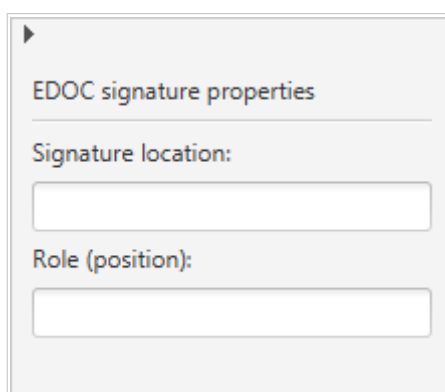 EDOC signature properties
Signature location:
Role (position):